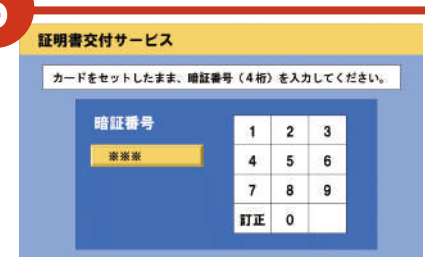 証明書交付サービス
カードをセットしたまま、暗証番号（4桁）を入力してください。
暗証番号
※※※
1 2 3
4 5 6
7 8 9
訂正 0